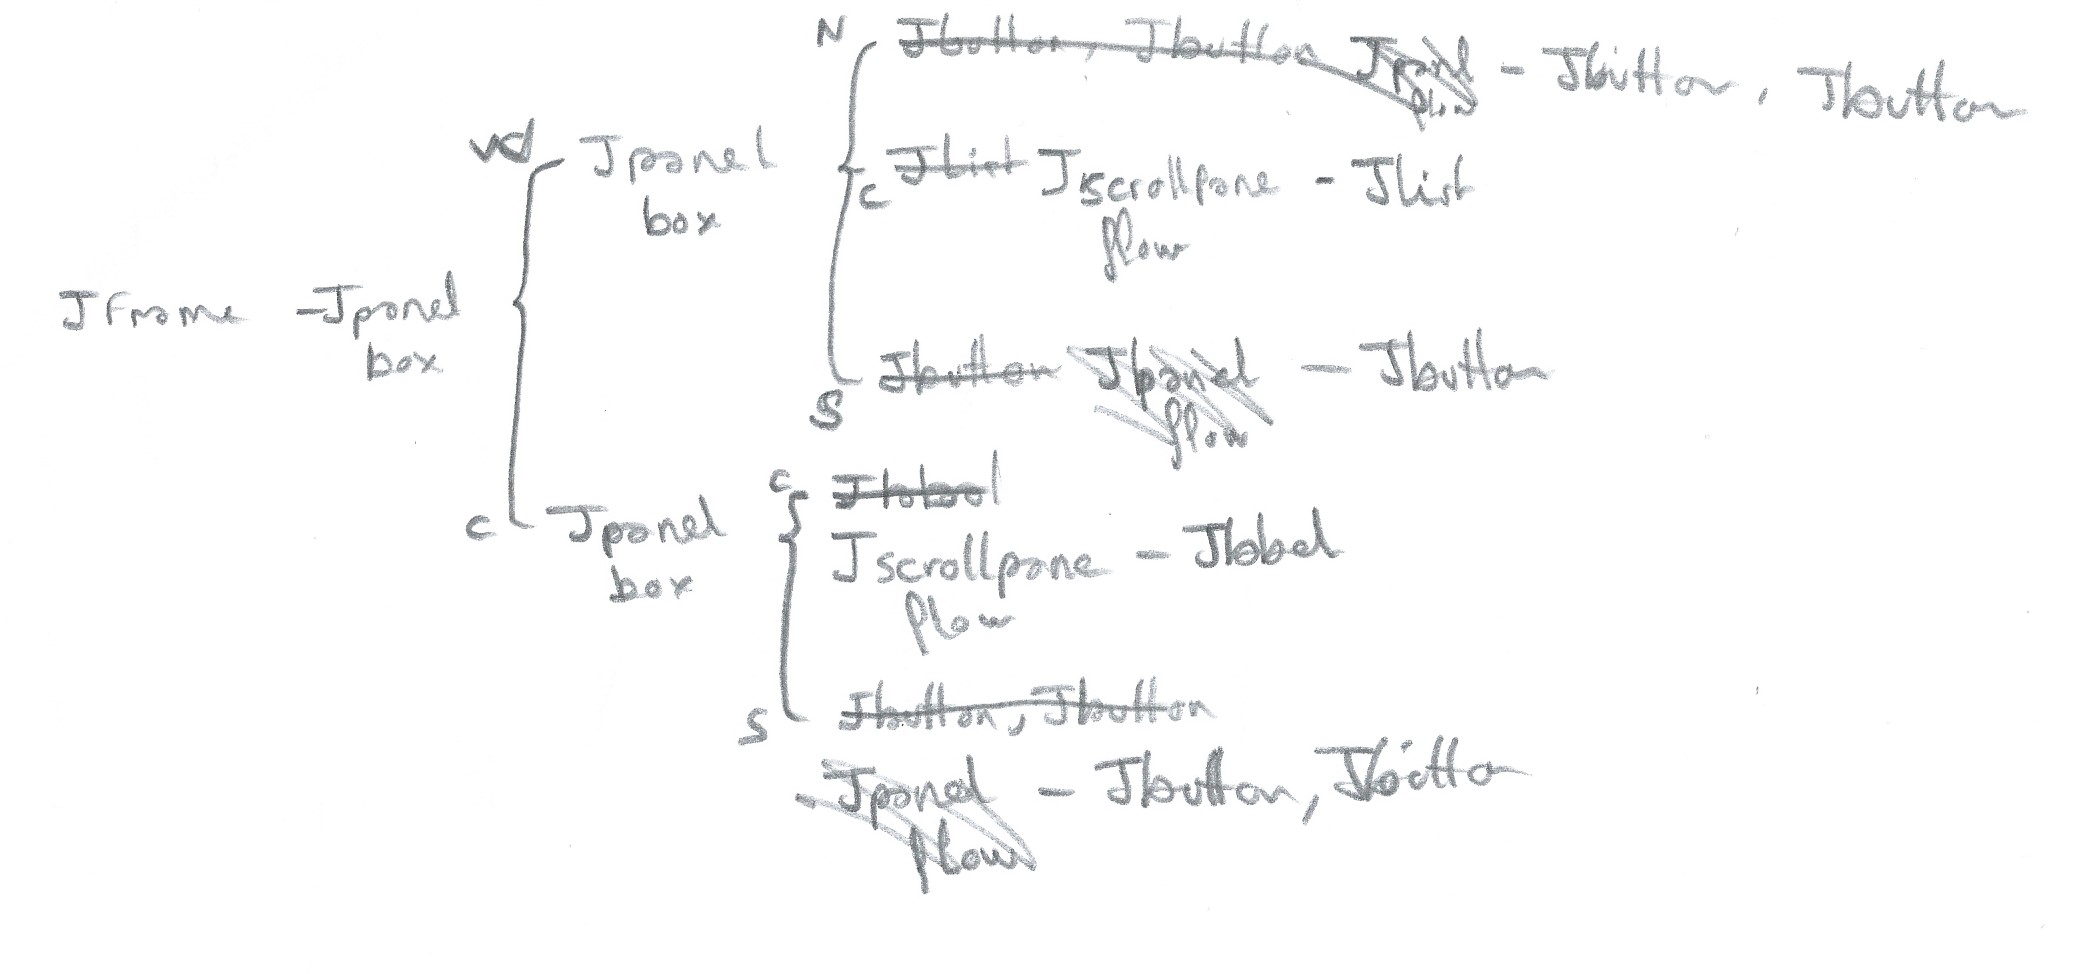 N Jbutton, Jbutton Jpanel - Jbutton, Jbutton
flow
W Jpanel
box
C JList Jscrollpane - Jlist
flow
JFrame - Jpanel
box
S Jbutton Jpanel - Jbutton
flow
C Jlabel
C Jpanel
box
Jscrollpane - Jlabel
flow
S Jbutton, Jbutton
Jpanel - Jbutton, Jbutton
flow